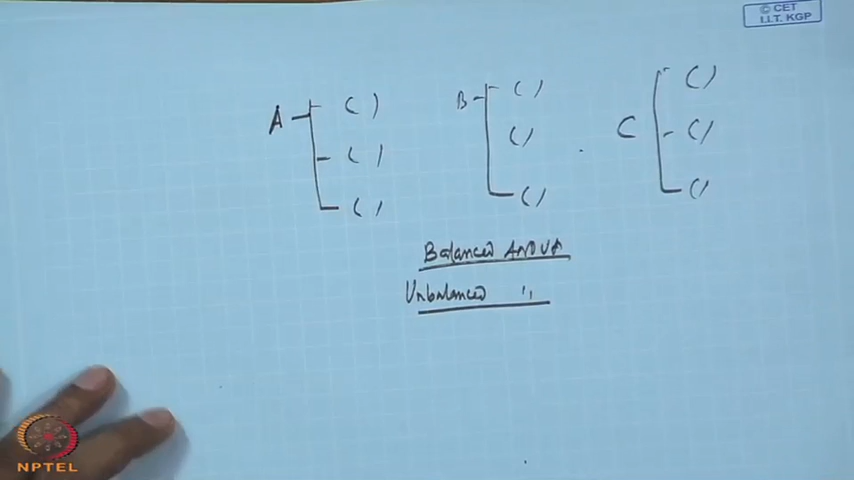 © CET
I.I.T. KGP
A ( ) B ( ) C ( )
( ) ( ) ( )
( ) ( ) ( )
Balanced ANOVA
Unbalanced "
NPTEL